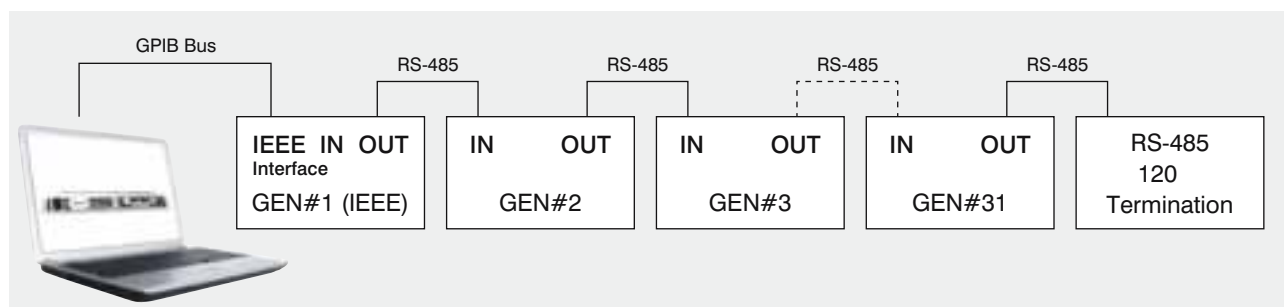 GPIB Bus
RS-485
RS-485
RS-485
RS-485
IEEE IN OUT
Interface
GEN#1 (IEEE)
IN OUT
GEN#2
IN OUT
GEN#3
IN OUT
GEN#31
RS-485
120
Termination